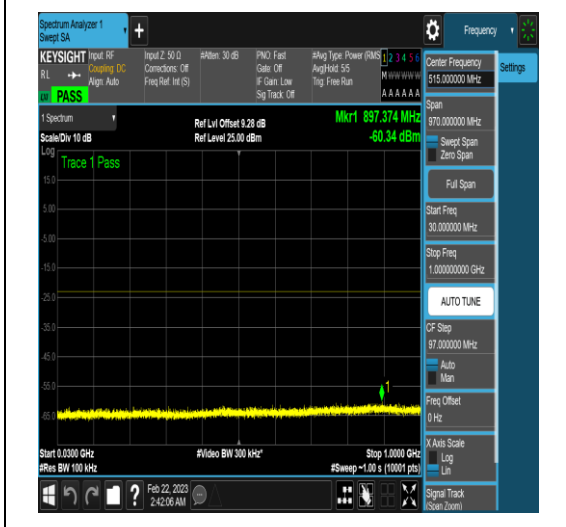 Spectrum Analyzer 1
Swept SA
+
Frequency
KEYSIGHT
RL
PASS
Input: RF
Coupling: DC
Align: Auto
Input Z: 50 Ω
Corrections: Off
Freq Ref: Int (S)
#Atten: 30 dB
PNO: Fast
Gate: Off
IF Gain: Low
Sig Track: Off
#Avg Type: Power (RMS
Avg|Hold: 5/5
Trig: Free Run
1 2 3 4 5 6
M W W W W W
A A A A A A
1 Spectrum
Scale/Div 10 dB
Ref Lvl Offset 9.28 dB
Ref Level 25.00 dBm
Mkr1 897.374 MHz
-60.34 dBm
Log
Trace 1 Pass
15.0
5.00
-5.00
-15.0
-25.0
-35.0
-45.0
-55.0
-65.0
1
Start 0.0300 GHz
#Res BW 100 kHz
#Video BW 300 kHz*
Stop 1.0000 GHz
#Sweep ~1.00 s (10001 pts)
Feb 22, 2023
2:42:06 AM
?
Center Frequency
515.000000 MHz
Settings
Span
970.000000 MHz
Swept Span
Zero Span
Full Span
Start Freq
30.000000 MHz
Stop Freq
1.000000000 GHz
AUTO TUNE
CF Step
97.000000 MHz
Auto
Man
Freq Offset
0 Hz
X Axis Scale
Log
Lin
Signal Track
(Span Zoom)